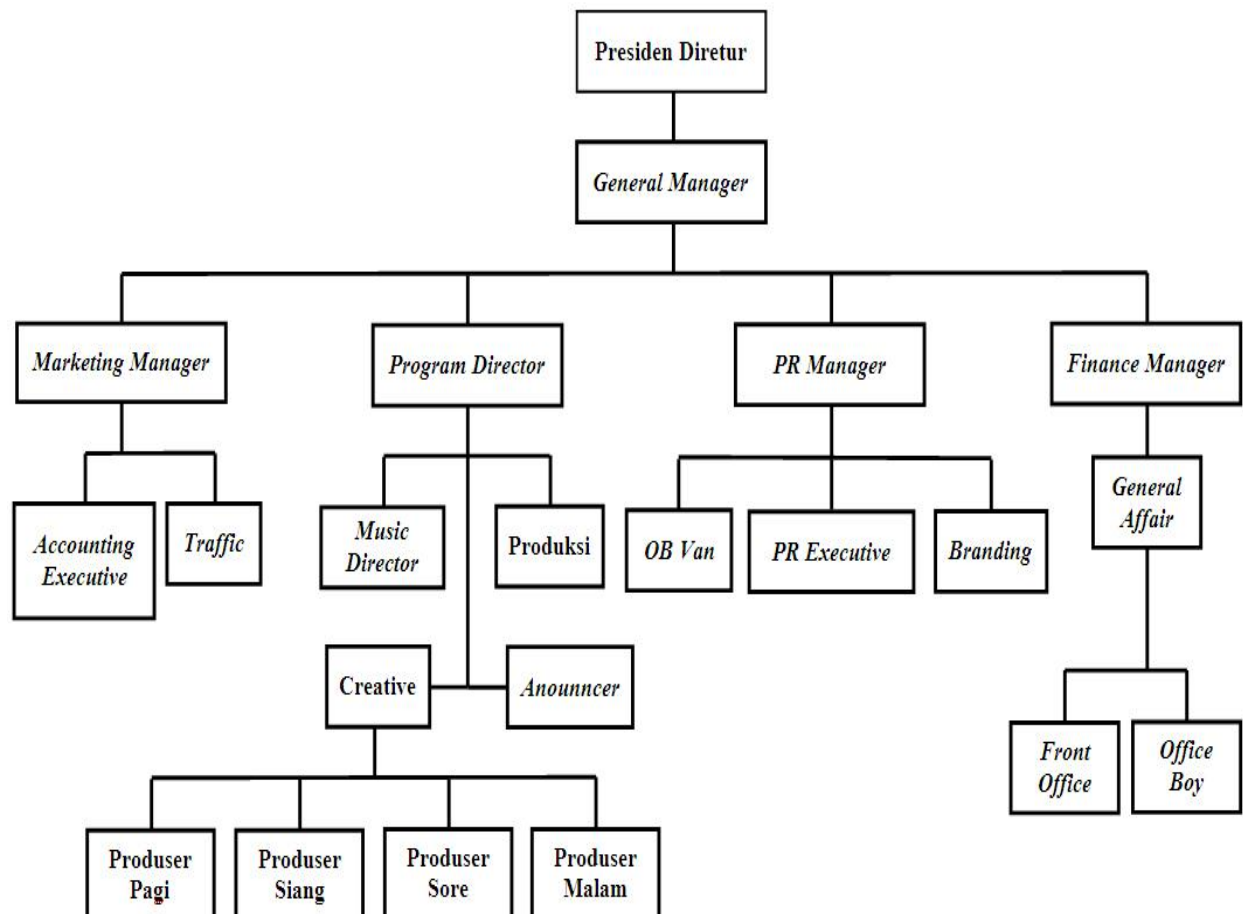 Presiden Diretur
General Manager
Marketing Manager
Program Director
PR Manager
Finance Manager
Accounting
Executive
Traffic
Music
Director
Produksi
OB Van
PR Executive
Branding
General
Affair
Creative
Anounncer
Front
Office
Office
Boy
Produser
Pagi
Produser
Siang
Produser
Sore
Produser
Malam